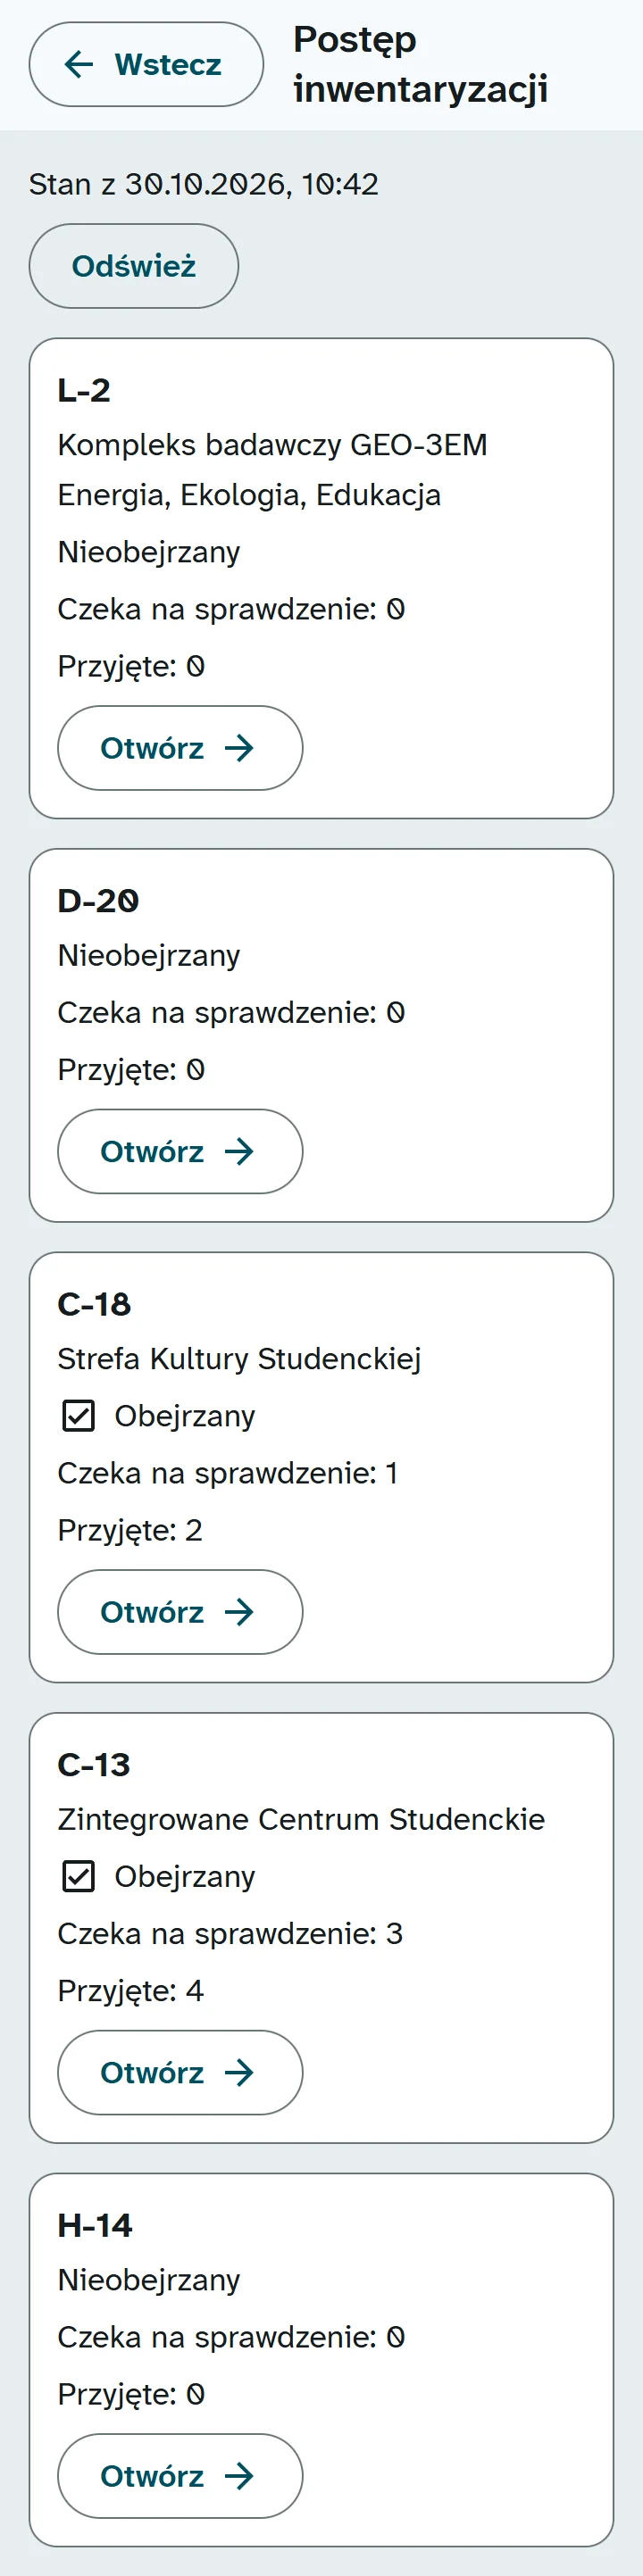 Wstecz
Postęp
inwentaryzacji
Stan z 30.10.2026, 10:42
Odśwież
L-2
Kompleks badawczy GEO-3EM
Energia, Ekologia, Edukacja
Nieobejrzany
Czeka na sprawdzenie: 0
Przyjęte: 0
Otwórz
D-20
Nieobejrzany
Czeka na sprawdzenie: 0
Przyjęte: 0
Otwórz
C-18
Strefa Kultury Studenckiej
Obejrzany
Czeka na sprawdzenie: 1
Przyjęte: 2
Otwórz
C-13
Zintegrowane Centrum Studenckie
Obejrzany
Czeka na sprawdzenie: 3
Przyjęte: 4
Otwórz
H-14
Nieobejrzany
Czeka na sprawdzenie: 0
Przyjęte: 0
Otwórz